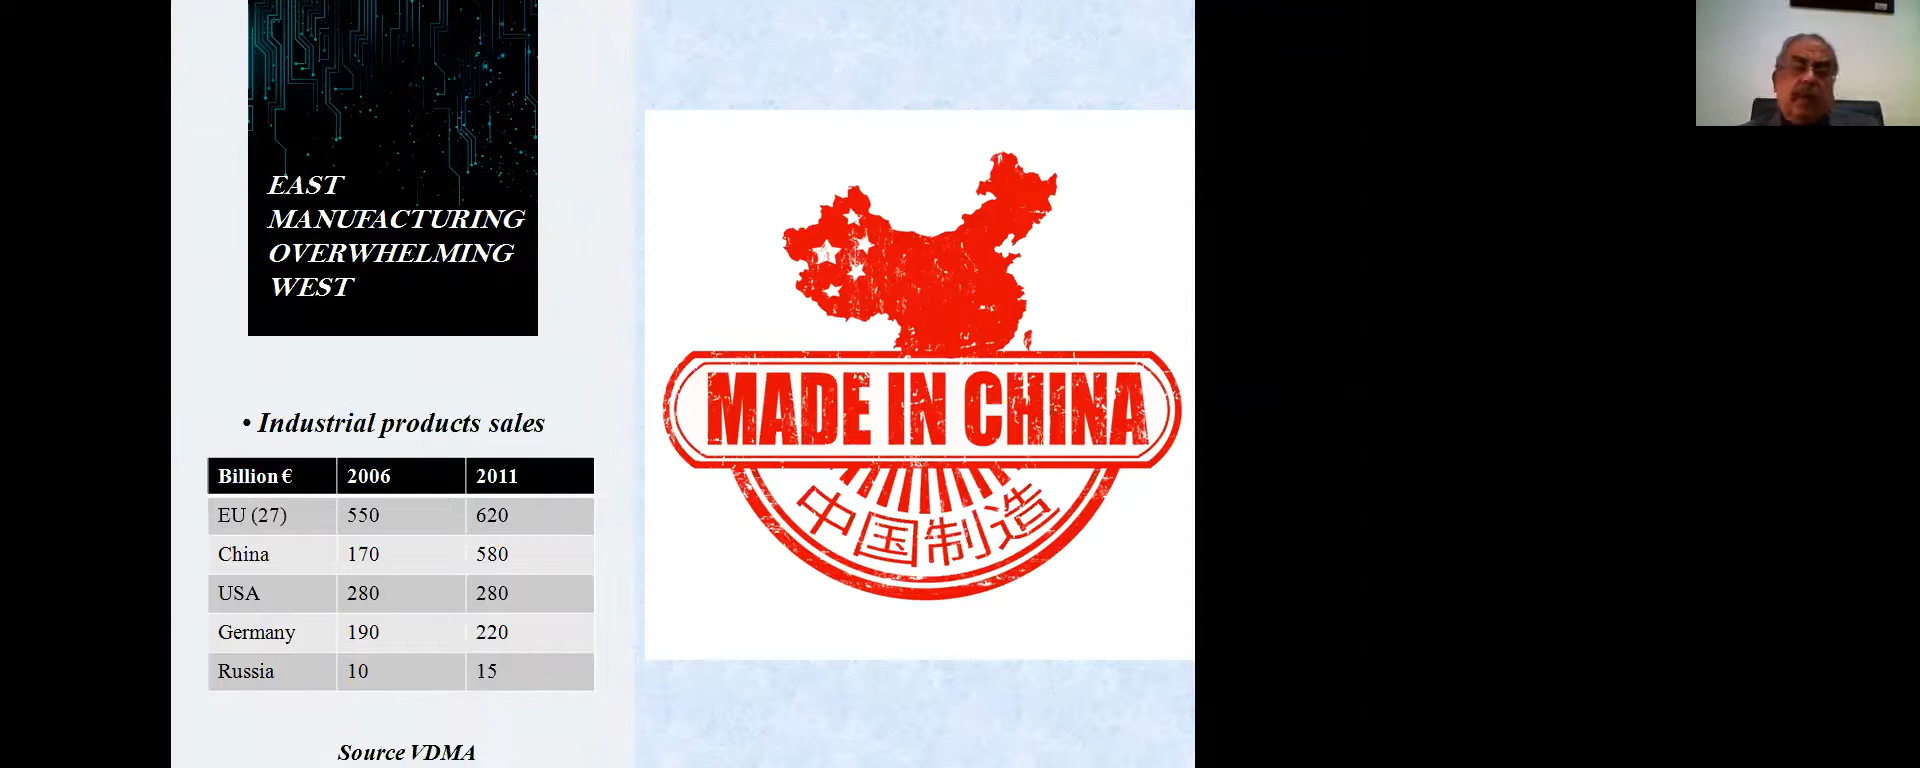 EAST
MANUFACTURING
OVERWHELMING
WEST
• Industrial products sales
Billion € 2006 2011
EU (27) 550 620
China 170 580
USA 280 280
Germany 190 220
Russia 10 15
Source VDMA
MADE IN CHINA
中国制造